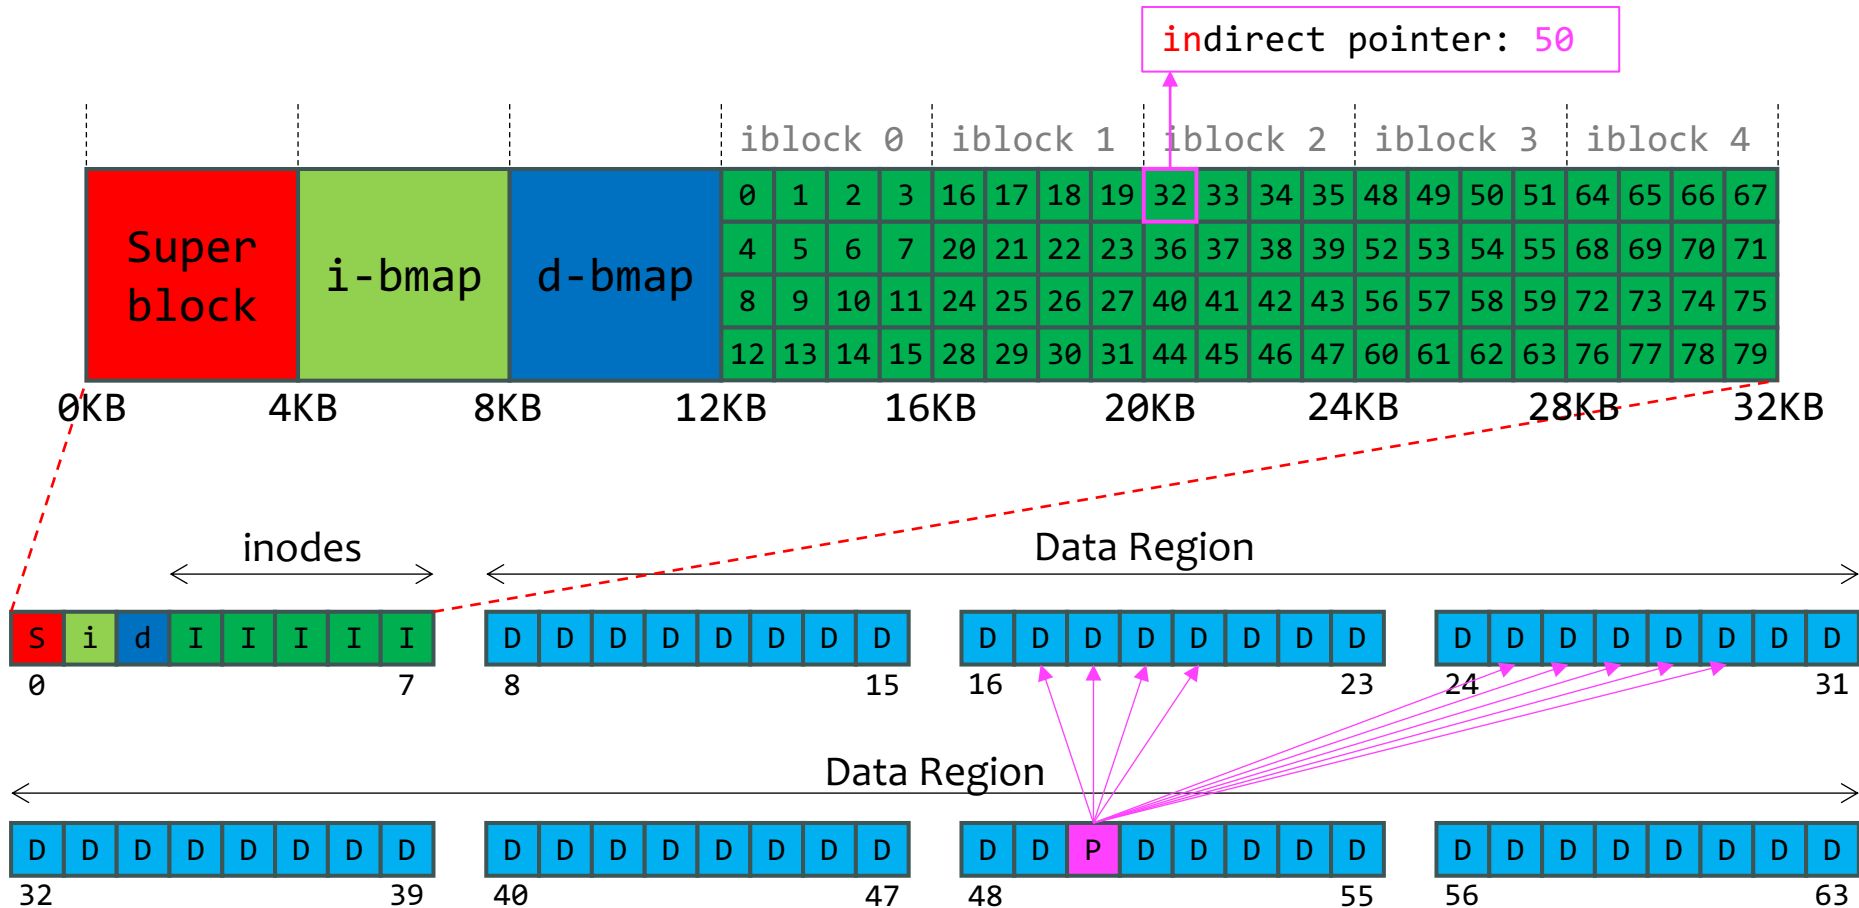 indirect pointer: 50
iblock 0 iblock 1 iblock 2 iblock 3 iblock 4
Super
block
i-bmap
d-bmap
0 1 2 3 16 17 18 19 32 33 34 35 48 49 50 51 64 65 66 67
4 5 6 7 20 21 22 23 36 37 38 39 52 53 54 55 68 69 70 71
8 9 10 11 24 25 26 27 40 41 42 43 56 57 58 59 72 73 74 75
12 13 14 15 28 29 30 31 44 45 46 47 60 61 62 63 76 77 78 79
0KB 4KB 8KB 12KB 16KB 20KB 24KB 28KB 32KB
inodes
Data Region
S i d I I I I I D D D D D D D D D D D D D D D D D D D D D D D D
0 7 8 15 16 23 24 31
Data Region
D D D D D D D D D D D D D D D D D D P D D D D D D D D D D D D D
32 39 40 47 48 55 56 63